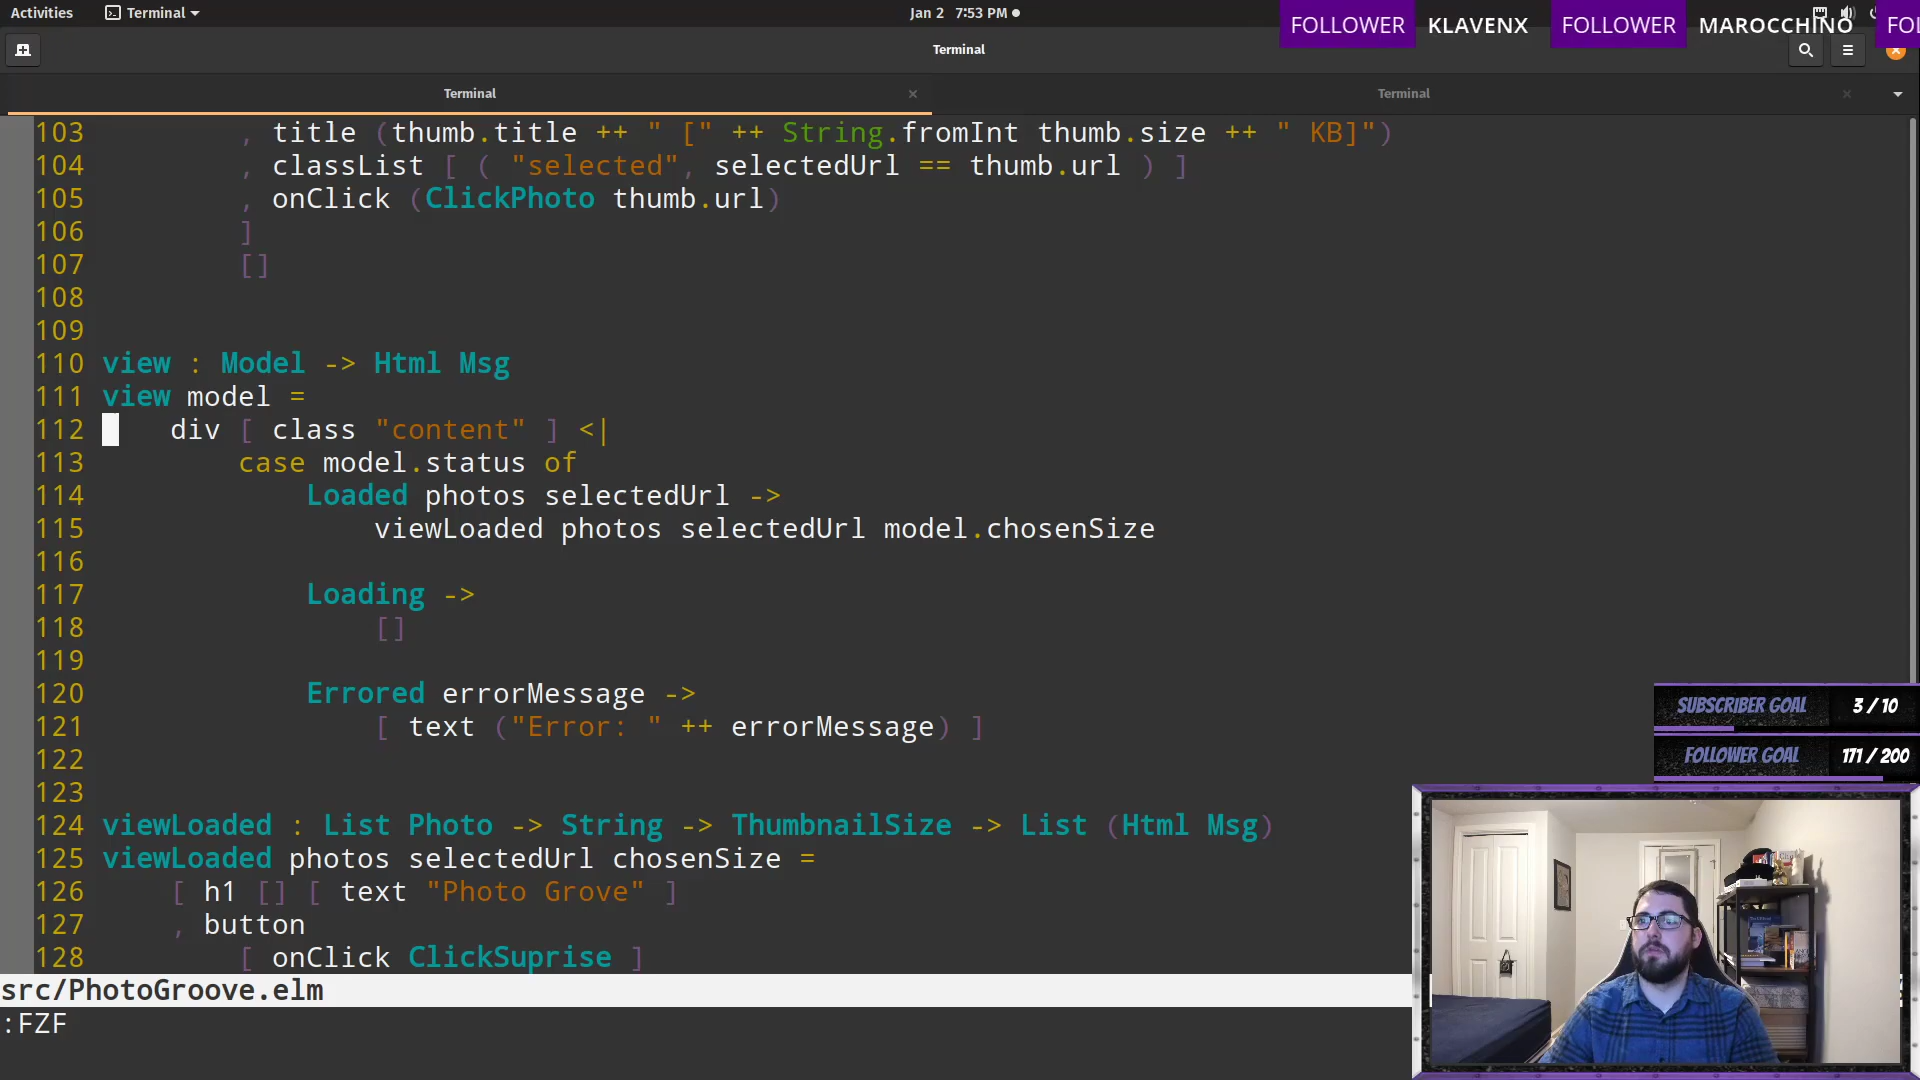 Activities Terminal Jan 2 7:53 PM
FOLLOWER KLAVENX FOLLOWER MAROCCHINO FOL
Terminal
Terminal × Terminal ×
103 , title (thumb.title ++ " [" ++ String.fromInt thumb.size ++ " KB]")
104 , classList [ ( "selected", selectedUrl == thumb.url ) ]
105 , onClick (ClickPhoto thumb.url)
106 ]
107 []
108
109
110 view : Model -> Html Msg
111 view model =
112 div [ class "content" ] <|
113 case model.status of
114 Loaded photos selectedUrl ->
115 viewLoaded photos selectedUrl model.chosenSize
116
117 Loading ->
118 []
119
120 Errored errorMessage ->
121 [ text ("Error: " ++ errorMessage) ]
122
123
124 viewLoaded : List Photo -> String -> ThumbnailSize -> List (Html Msg)
125 viewLoaded photos selectedUrl chosenSize =
126 [ h1 [] [ text "Photo Grove" ]
127 , button
128 [ onClick ClickSuprise ]
src/PhotoGroove.elm
:FZF
SUBSCRIBER GOAL 3 / 10
FOLLOWER GOAL 171 / 200